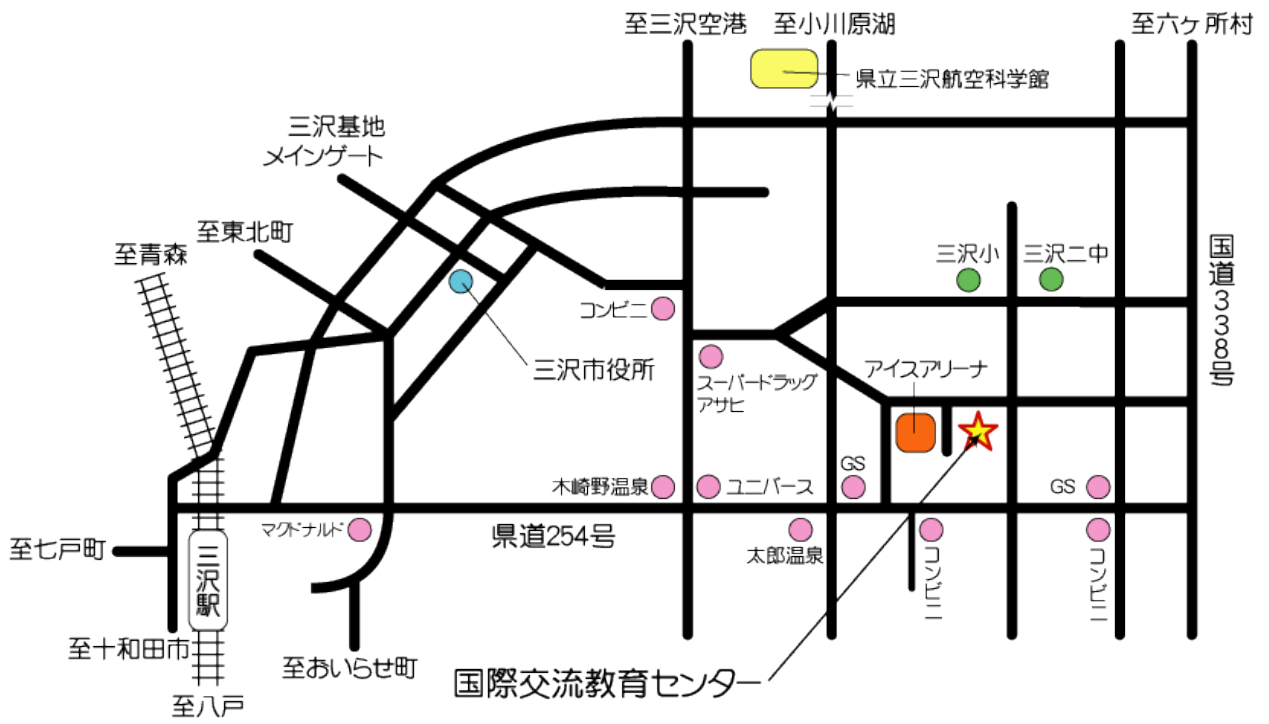 至三沢空港
至小川原湖
至六ヶ所村
県立三沢航空科学館
三沢基地
メインゲート
至東北町
至青森
三沢小
三沢二中
国道338号
コンビニ
三沢市役所
スーパードラッグ
アサヒ
アイスアリーナ
GS
木崎野温泉
ユニバース
GS
マクドナルド
県道254号
太郎温泉
コンビニ
コンビニ
至七戸町
三沢駅
至十和田市
至おいらせ町
国際交流教育センター
至八戸